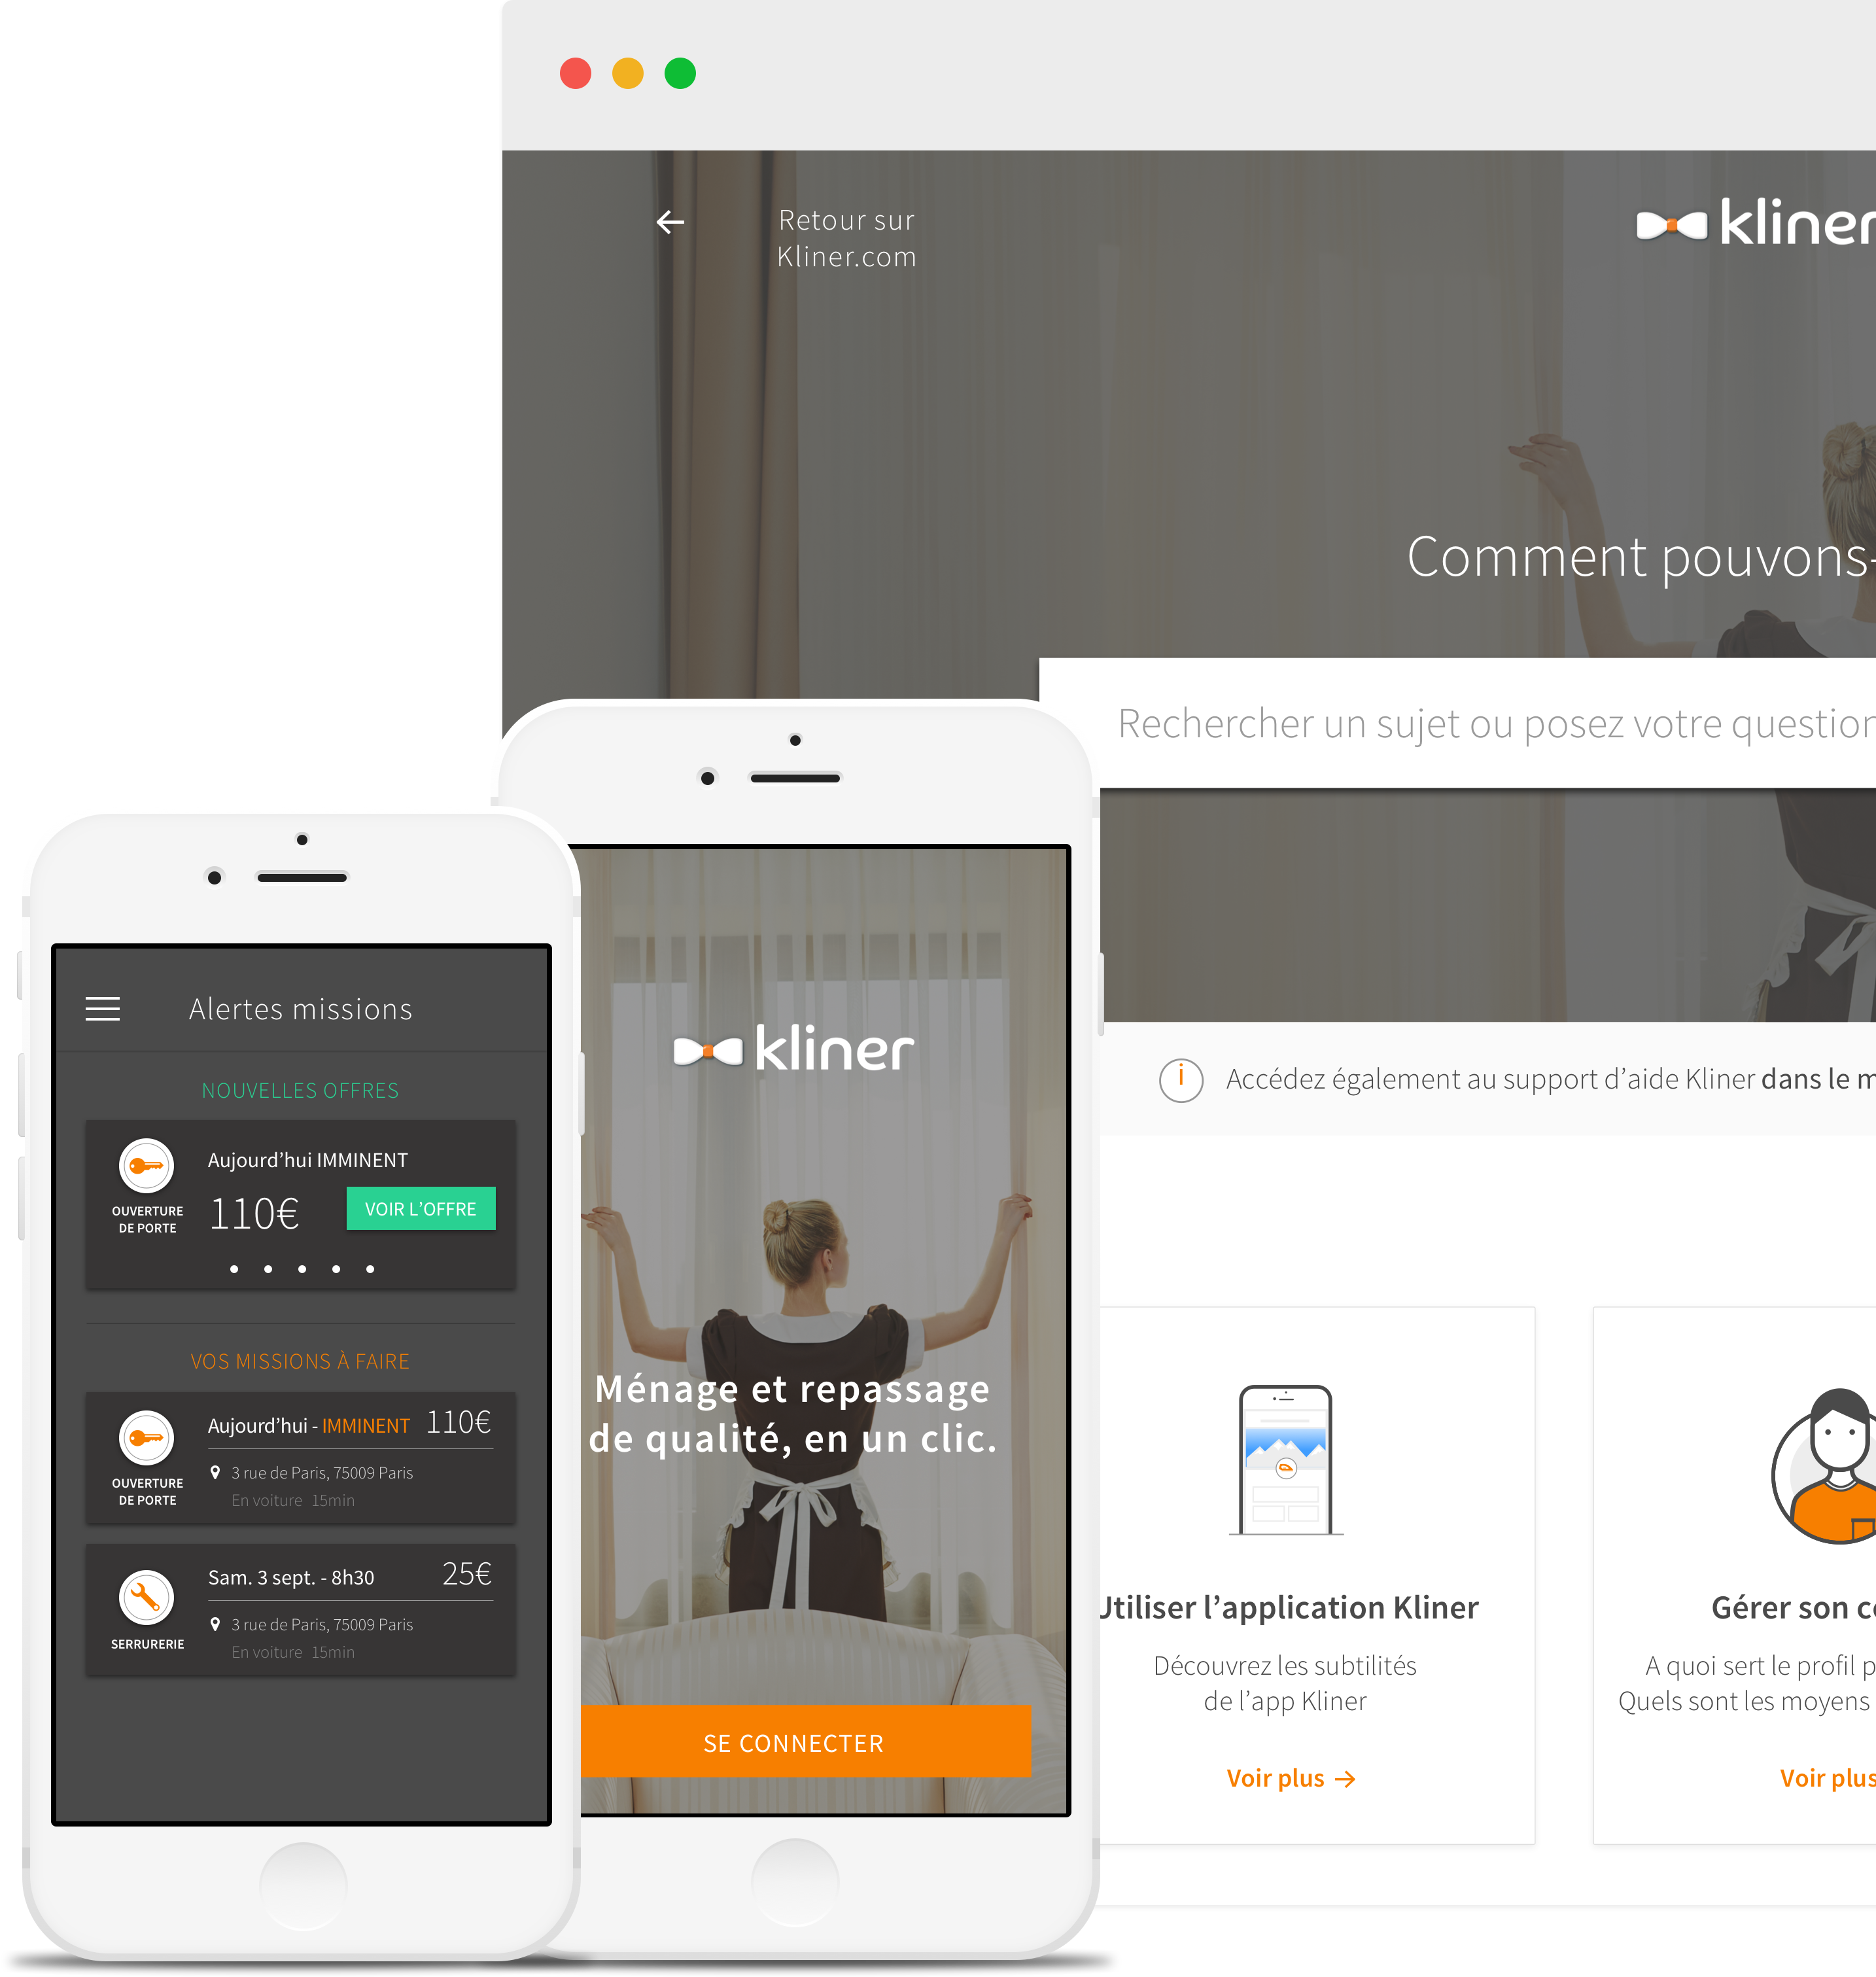 Retour sur
Kliner.com
kliner
Comment pouvons-
Rechercher un sujet ou posez votre question
i
Accédez également au support d’aide Kliner dans le m
Utiliser l’application Kliner
Découvrez les subtilités
de l’app Kliner
Voir plus →
Gérer son c
A quoi sert le profil p
Quels sont les moyens
Voir plus
kliner
Ménage et repassage
de qualité, en un clic.
SE CONNECTER
Alertes missions
NOUVELLES OFFRES
OUVERTURE
DE PORTE
Aujourd’hui IMMINENT
110€
VOIR L’OFFRE
VOS MISSIONS À FAIRE
OUVERTURE
DE PORTE
Aujourd’hui - IMMINENT 110€
3 rue de Paris, 75009 Paris
En voiture 15min
SERRURERIE
Sam. 3 sept. - 8h30 25€
3 rue de Paris, 75009 Paris
En voiture 15min